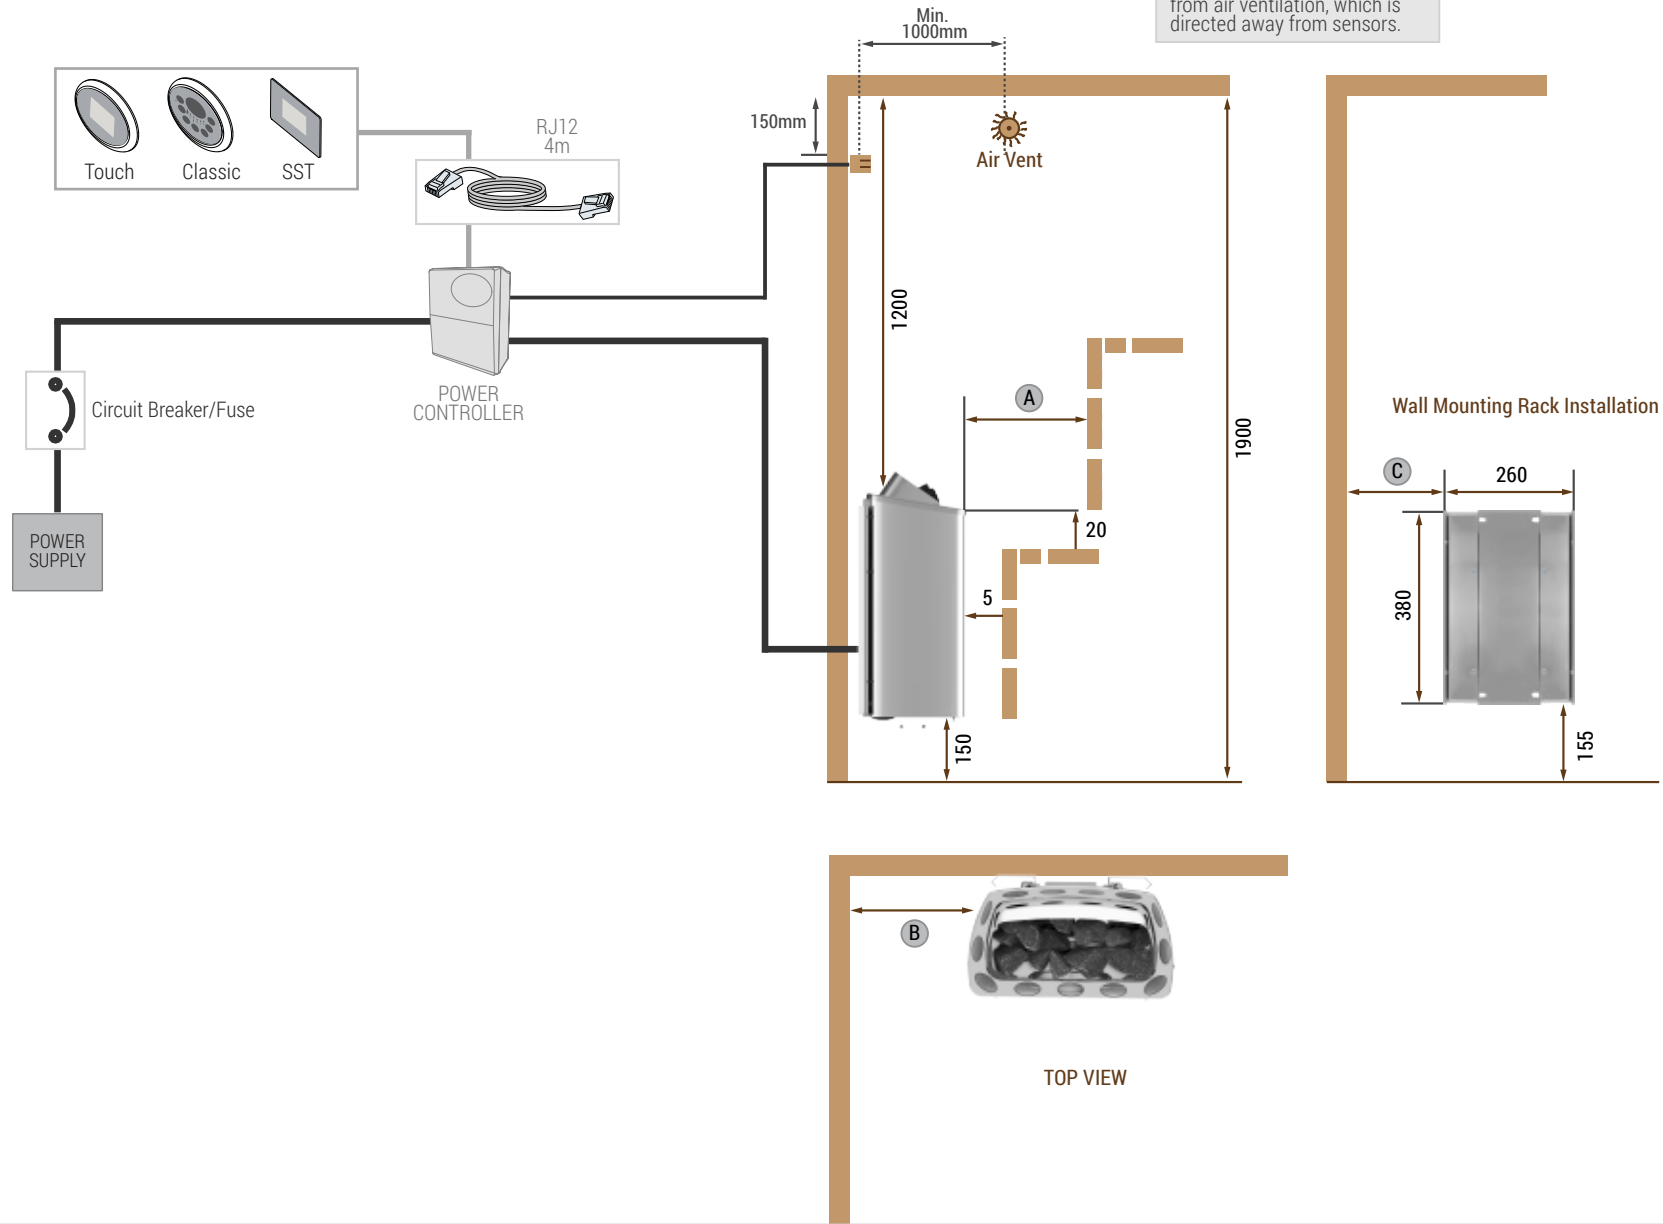 from air ventilation, which is
directed away from sensors.
Min.
1000mm
150mm
Air Vent
RJ12
4m
Touch
Classic
SST
POWER
CONTROLLER
Circuit Breaker/Fuse
POWER
SUPPLY
1200
A
1900
20
5
150
Wall Mounting Rack Installation
C
260
380
155
B
TOP VIEW